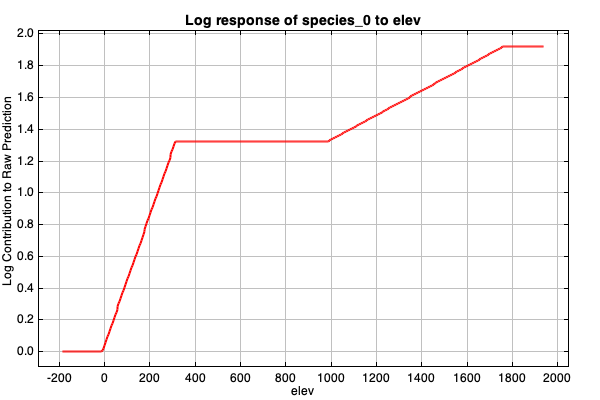 Log response of species_0 to elev
Log Contribution to Raw Prediction
2.0
1.8
1.6
1.4
1.2
1.0
0.8
0.6
0.4
0.2
0.0
-200 0 200 400 600 800 1000 1200 1400 1600 1800 2000
elev